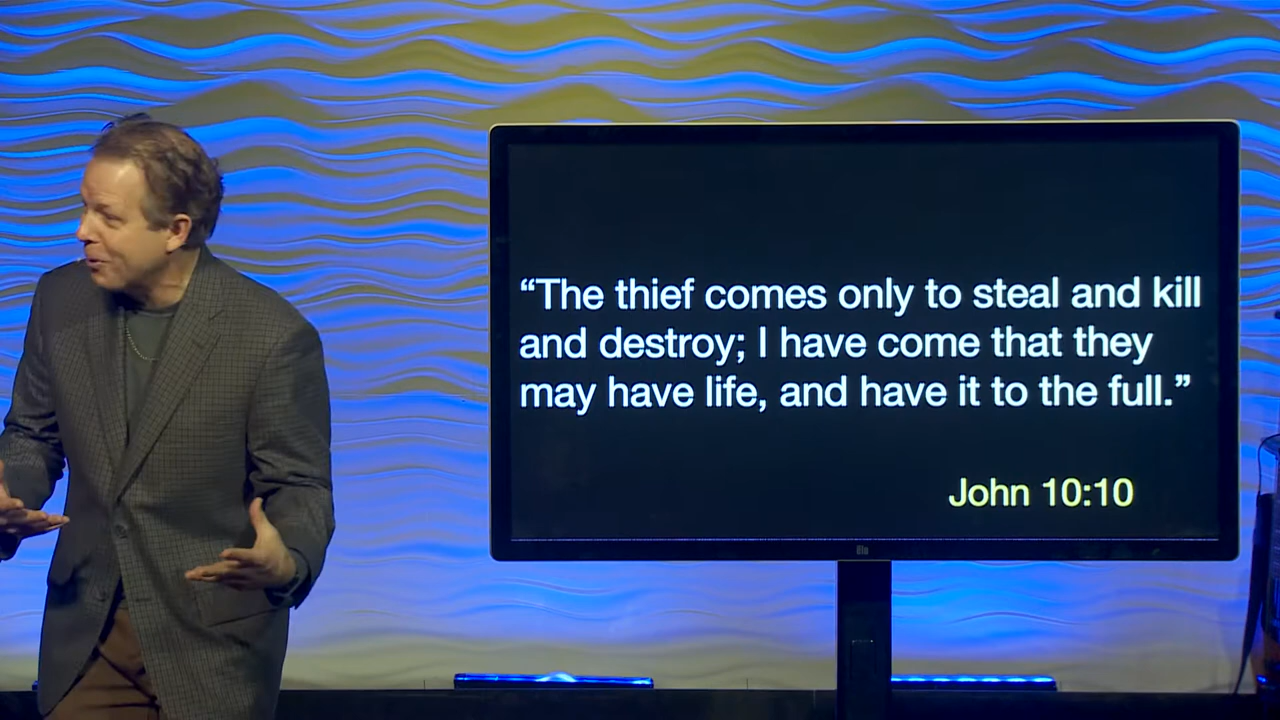 “The thief comes only to steal and kill
and destroy; I have come that they
may have life, and have it to the full.”
John 10:10
elo